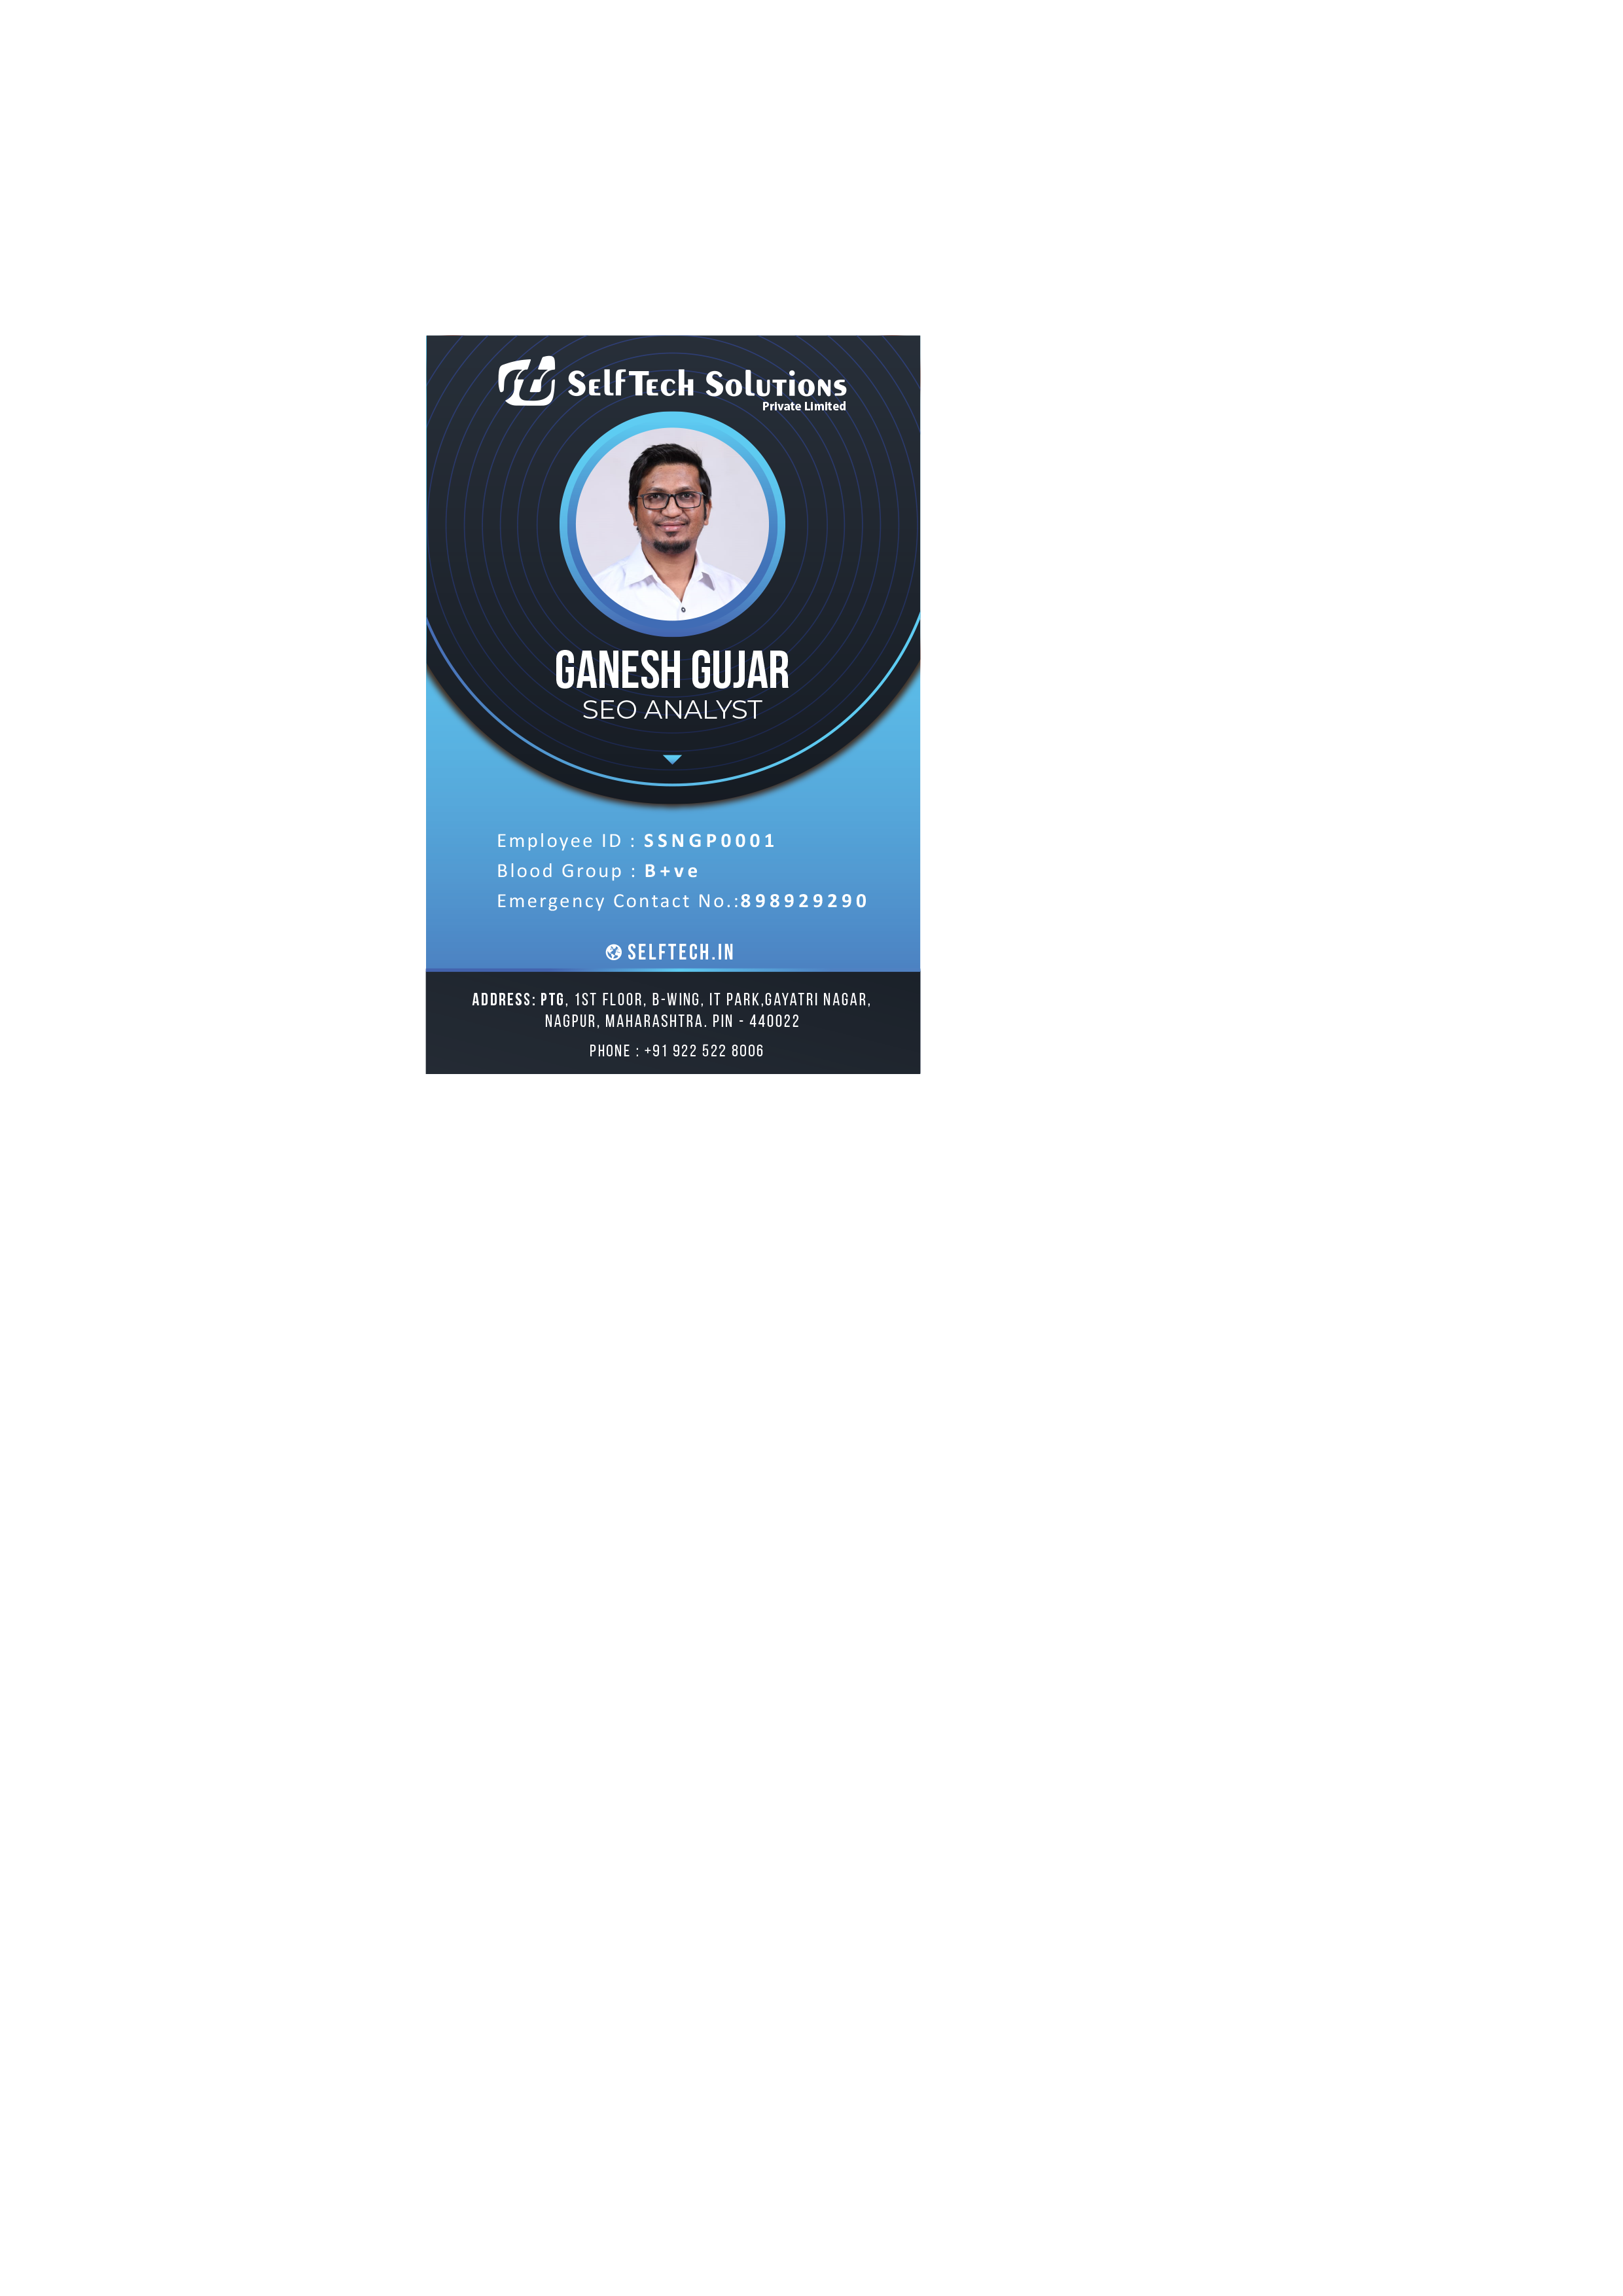 SelfTech Solutions
Private Limited
GANESH GUJAR
SEO ANALYST
Employee ID : SSNGP0001
Blood Group : B+ve
Emergency Contact No.:898929290
SELFTECH.IN
ADDRESS: PTG, 1ST FLOOR, B-WING, IT PARK,GAYATRI NAGAR,
NAGPUR, MAHARASHTRA. PIN - 440022
PHONE : +91 922 522 8006